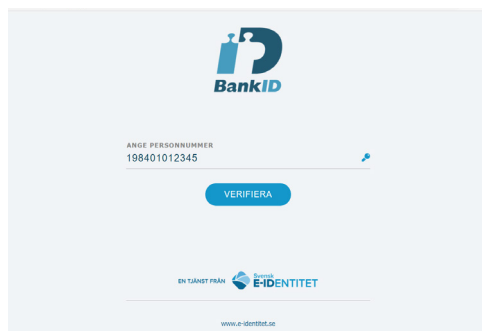 BankID
ANGE PERSONNUMMER
198401012345
VERIFIERA
EN TJÄNST FRÅN
Svensk
E-IDENTITET
www.e-identitet.se